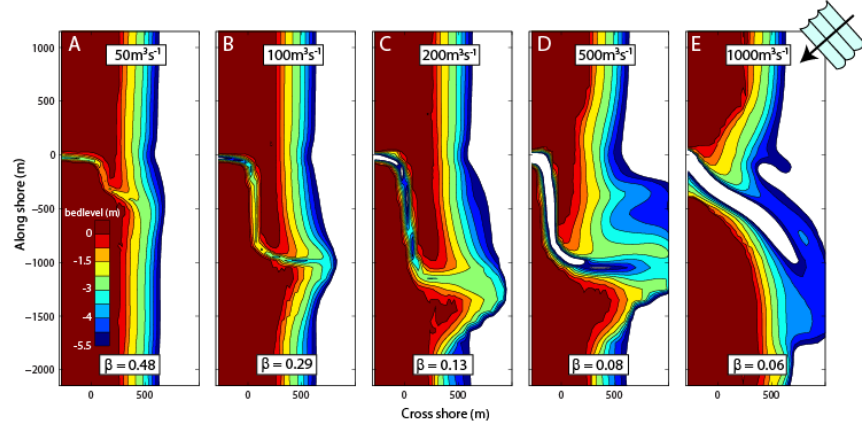 A
50m³s⁻¹
B
100m³s⁻¹
C
200m³s⁻¹
D
500m³s⁻¹
E
1000m³s⁻¹
1000
500
0
−500
−1000
−1500
−2000
Along shore (m)
bedlevel (m)
0
-1.5
-3
-4
-5.5
β = 0.48
β = 0.29
β = 0.13
β = 0.08
β = 0.06
0 500 0 500 0 500 0 500 0 500
Cross shore (m)